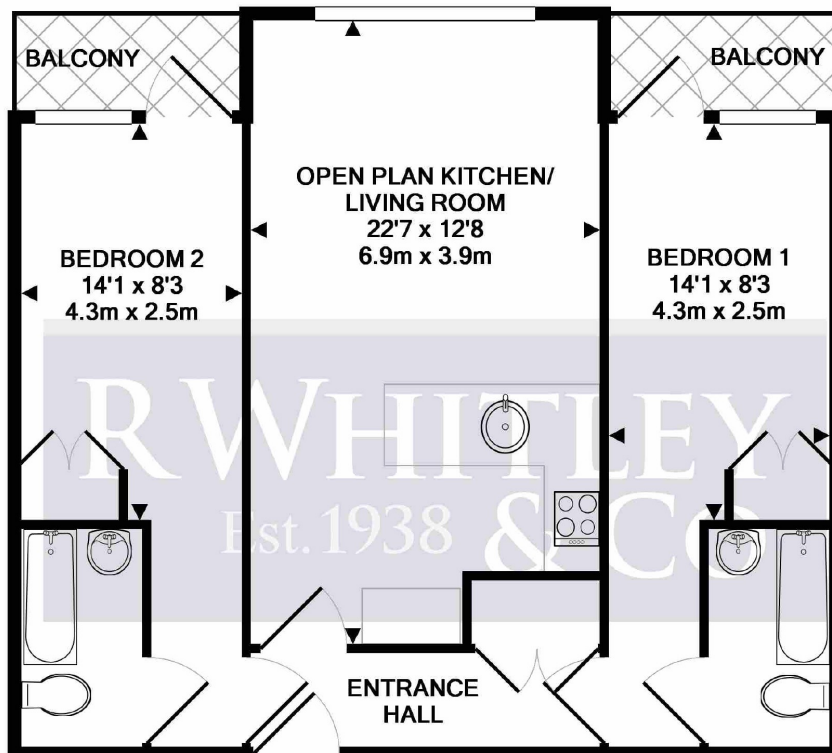 BALCONY
BALCONY
OPEN PLAN KITCHEN/
LIVING ROOM
22'7 x 12'8
6.9m x 3.9m
BEDROOM 2
14'1 x 8'3
4.3m x 2.5m
BEDROOM 1
14'1 x 8'3
4.3m x 2.5m
R WHITLEY
Est. 1938 & CO
ENTRANCE
HALL